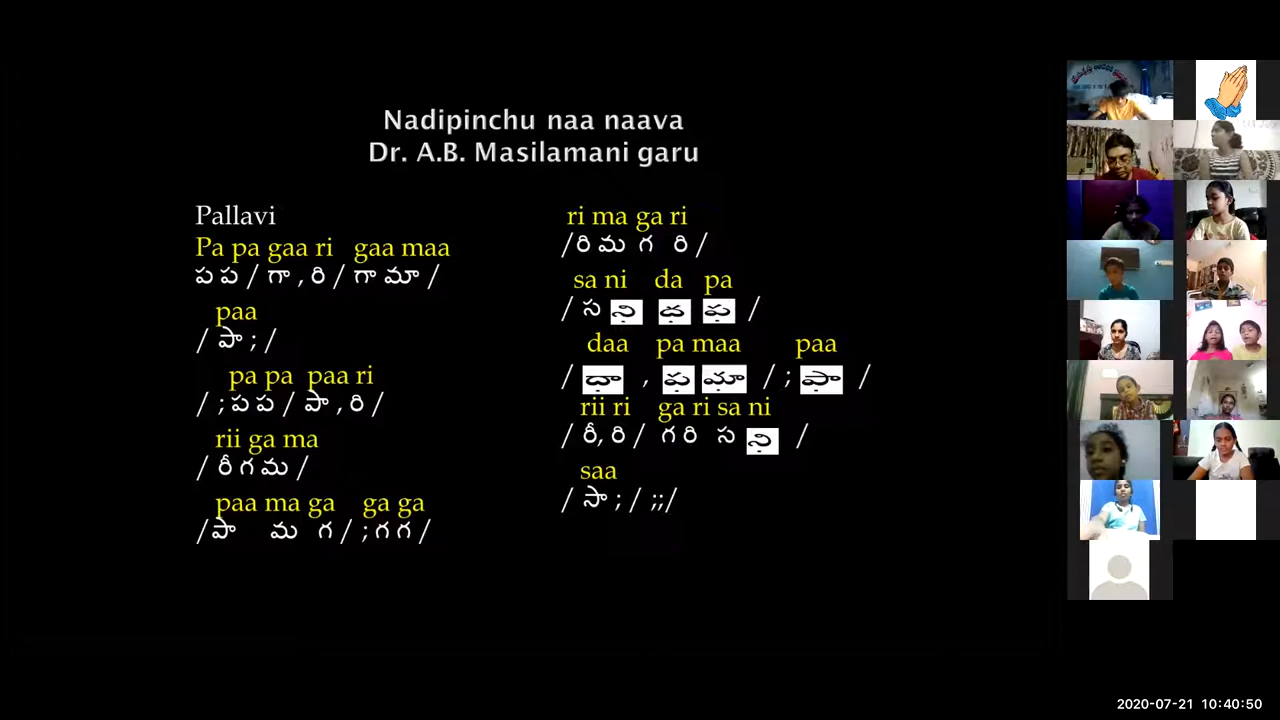 Nadipinchu naa naava
Dr. A.B. Masilamani garu
Pallavi
Pa pa gaa ri gaa maa
ప ప / గా , రి / గా మా /
paa
/ పా ; /
pa pa paa ri
/ ; ప ప / పా , రి /
rii ga ma
/ రీ గ మ /
paa ma ga ga ga
/ పా మ గ / ; గ గ /
ri ma ga ri
/ రి మ గ రి /
sa ni da pa
/ స ని ధ ప /
daa pa maa paa
/ ధా , ప మా / ; పా /
rii ri ga ri sa ni
/ రీ, రి / గ రి స ని /
saa
/ సా ; / ;;/
2020-07-21 10:40:50